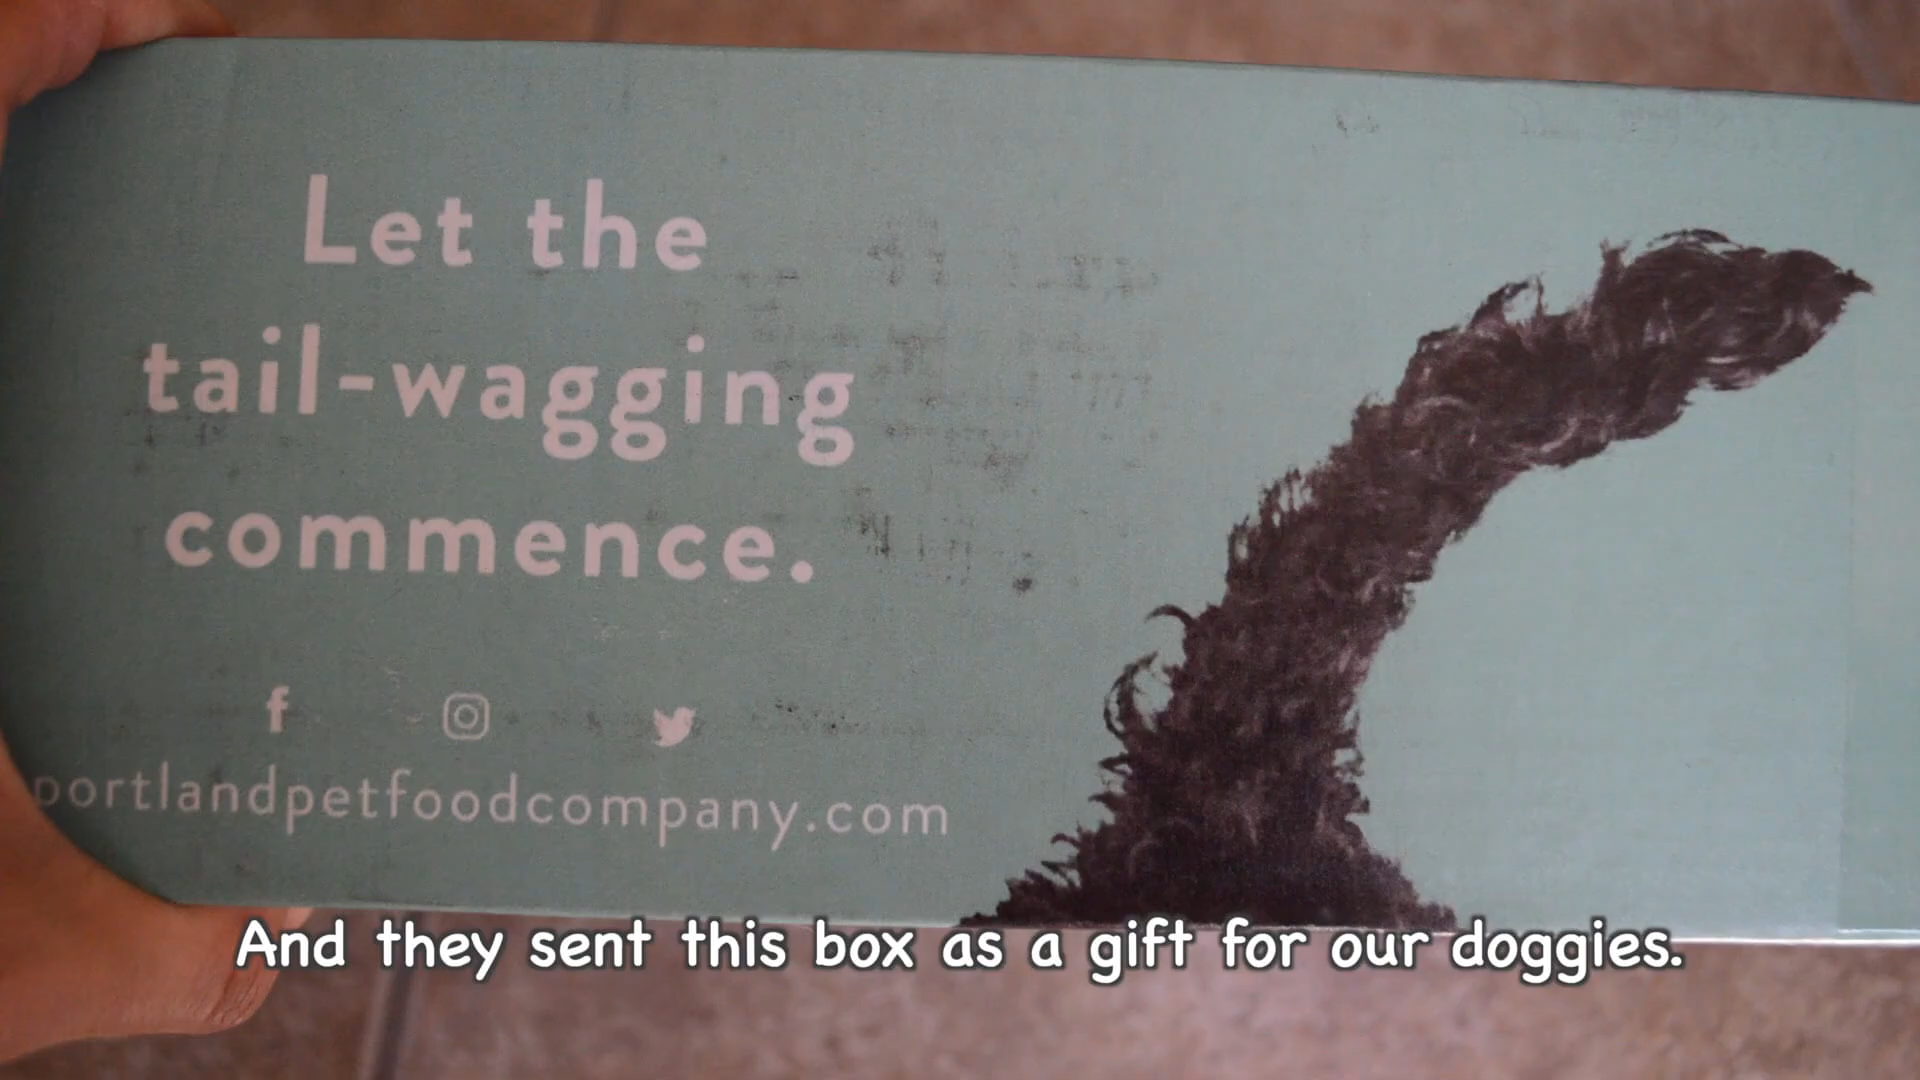 Let the
tail-wagging
commence.
portlandpetfoodcompany.com
And they sent this box as a gift for our doggies.